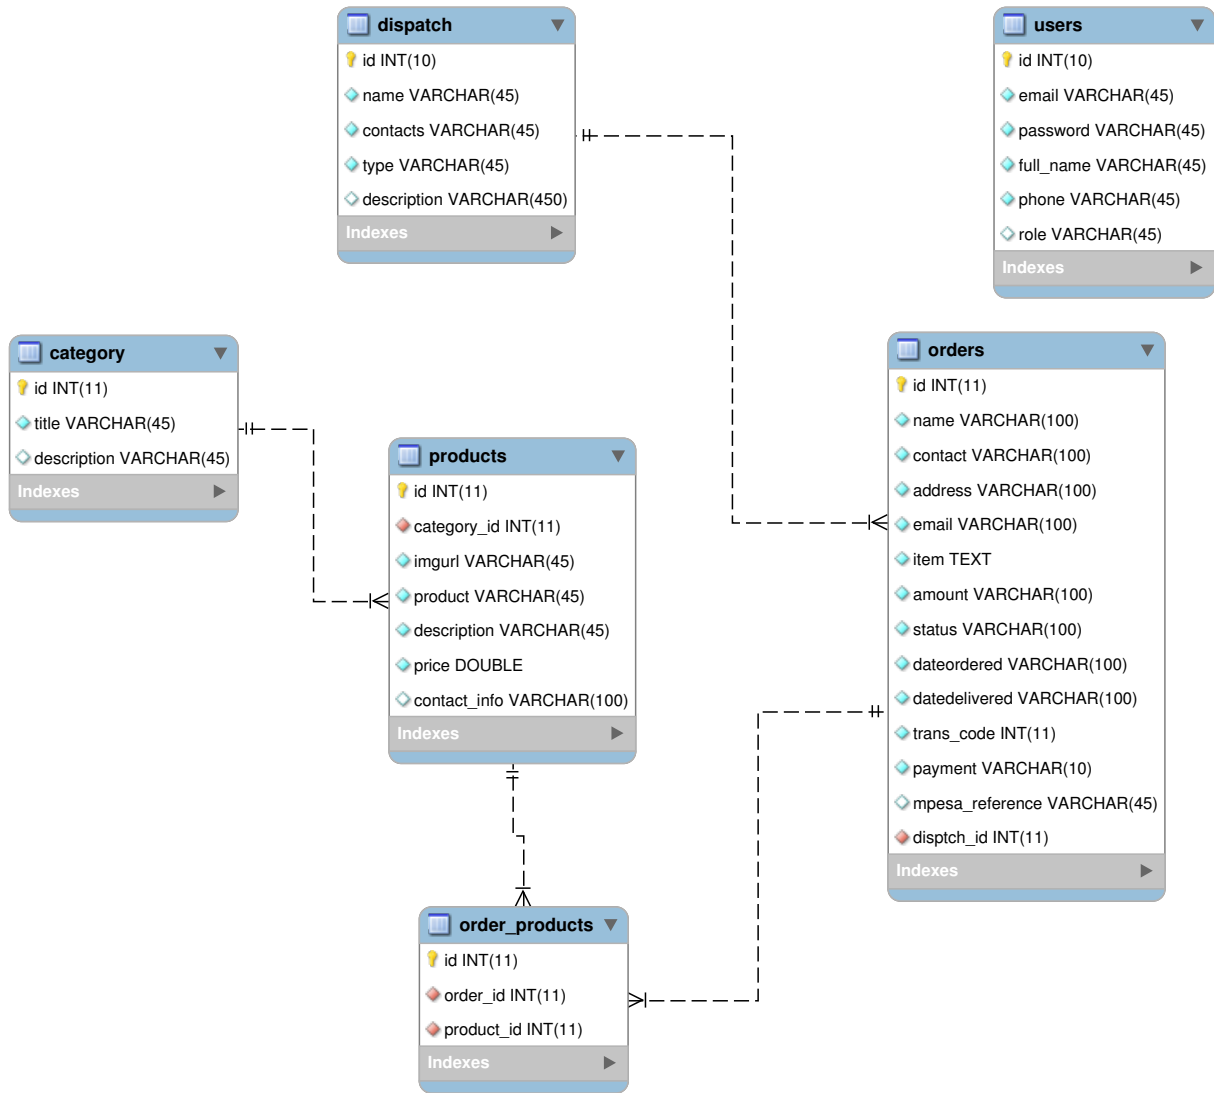 dispatch
id INT(10)
name VARCHAR(45)
contacts VARCHAR(45)
type VARCHAR(45)
description VARCHAR(450)
Indexes
users
id INT(10)
email VARCHAR(45)
password VARCHAR(45)
full_name VARCHAR(45)
phone VARCHAR(45)
role VARCHAR(45)
Indexes
category
id INT(11)
title VARCHAR(45)
description VARCHAR(45)
Indexes
products
id INT(11)
category_id INT(11)
imgurl VARCHAR(45)
product VARCHAR(45)
description VARCHAR(45)
price DOUBLE
contact_info VARCHAR(100)
Indexes
orders
id INT(11)
name VARCHAR(100)
contact VARCHAR(100)
address VARCHAR(100)
email VARCHAR(100)
item TEXT
amount VARCHAR(100)
status VARCHAR(100)
dateordered VARCHAR(100)
datedelivered VARCHAR(100)
trans_code INT(11)
payment VARCHAR(10)
mpesa_reference VARCHAR(45)
disptch_id INT(11)
Indexes
order_products
id INT(11)
order_id INT(11)
product_id INT(11)
Indexes